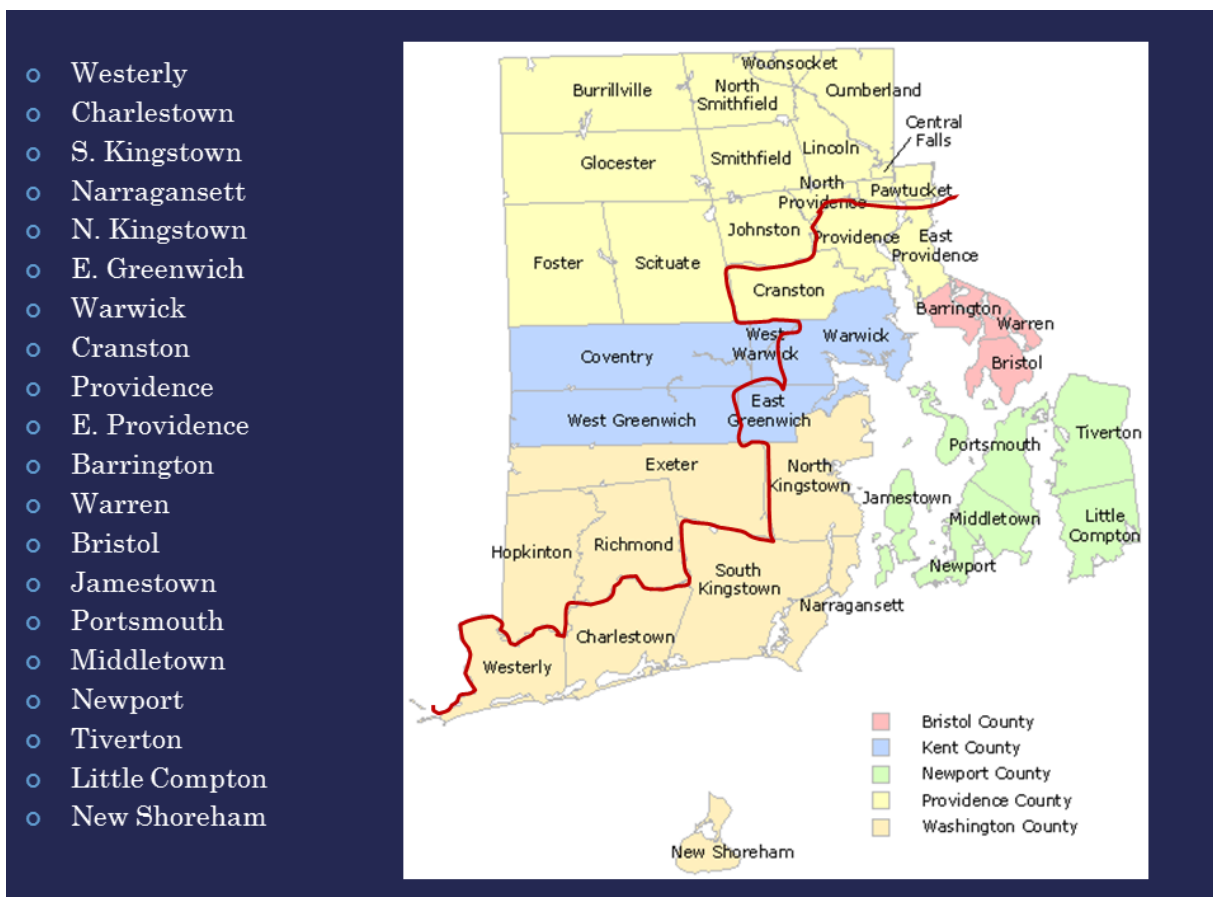 Westerly
Charlestown
S. Kingstown
Narragansett
N. Kingstown
E. Greenwich
Warwick
Cranston
Providence
E. Providence
Barrington
Warren
Bristol
Jamestown
Portsmouth
Middletown
Newport
Tiverton
Little Compton
New Shoreham
Woonsocket
Burrillville
North
Smithfield
Cumberland
Central
Falls
Glocester
Smithfield
Lincoln
North
Providence
Pawtucket
Johnston
Providence
East
Providence
Foster
Scituate
Cranston
Barrington
Warren
Bristol
Coventry
West
Warwick
Warwick
West Greenwich
East
Greenwich
Portsmouth
Tiverton
Exeter
North
Kingstown
Jamestown
Middletown
Little
Compton
Hopkinton
Richmond
South
Kingstown
Newport
Narragansett
Charlestown
Westerly
Bristol County
Kent County
Newport County
Providence County
Washington County
New Shoreham